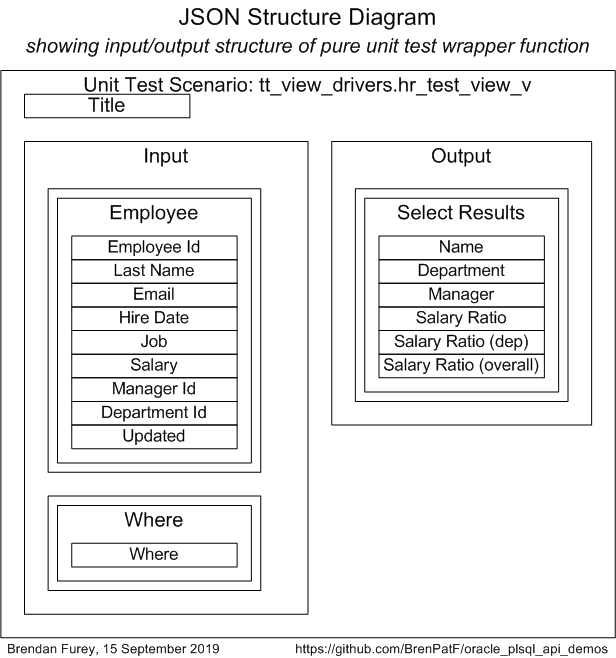 JSON Structure Diagram
showing input/output structure of pure unit test wrapper function
Unit Test Scenario: tt_view_drivers.hr_test_view_v
Title
Input
Employee
Employee Id
Last Name
Email
Hire Date
Job
Salary
Manager Id
Department Id
Updated
Where
Where
Output
Select Results
Name
Department
Manager
Salary Ratio
Salary Ratio (dep)
Salary Ratio (overall)
Brendan Furey, 15 September 2019
https://github.com/BrenPatF/oracle_plsql_api_demos